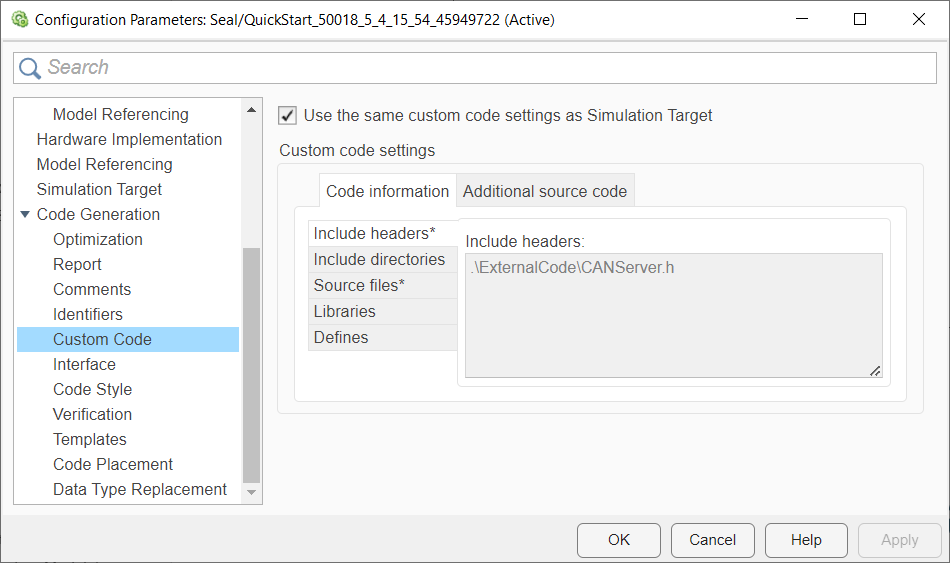 Configuration Parameters: Seal/QuickStart_50018_5_4_15_54_45949722 (Active)
Search
Model Referencing
Hardware Implementation
Model Referencing
Simulation Target
Code Generation
Optimization
Report
Comments
Identifiers
Custom Code
Interface
Code Style
Verification
Templates
Code Placement
Data Type Replacement
Use the same custom code settings as Simulation Target
Custom code settings
Code information
Additional source code
Include headers*
Include directories
Source files*
Libraries
Defines
Include headers:
.\ExternalCode\CANServer.h
OK
Cancel
Help
Apply